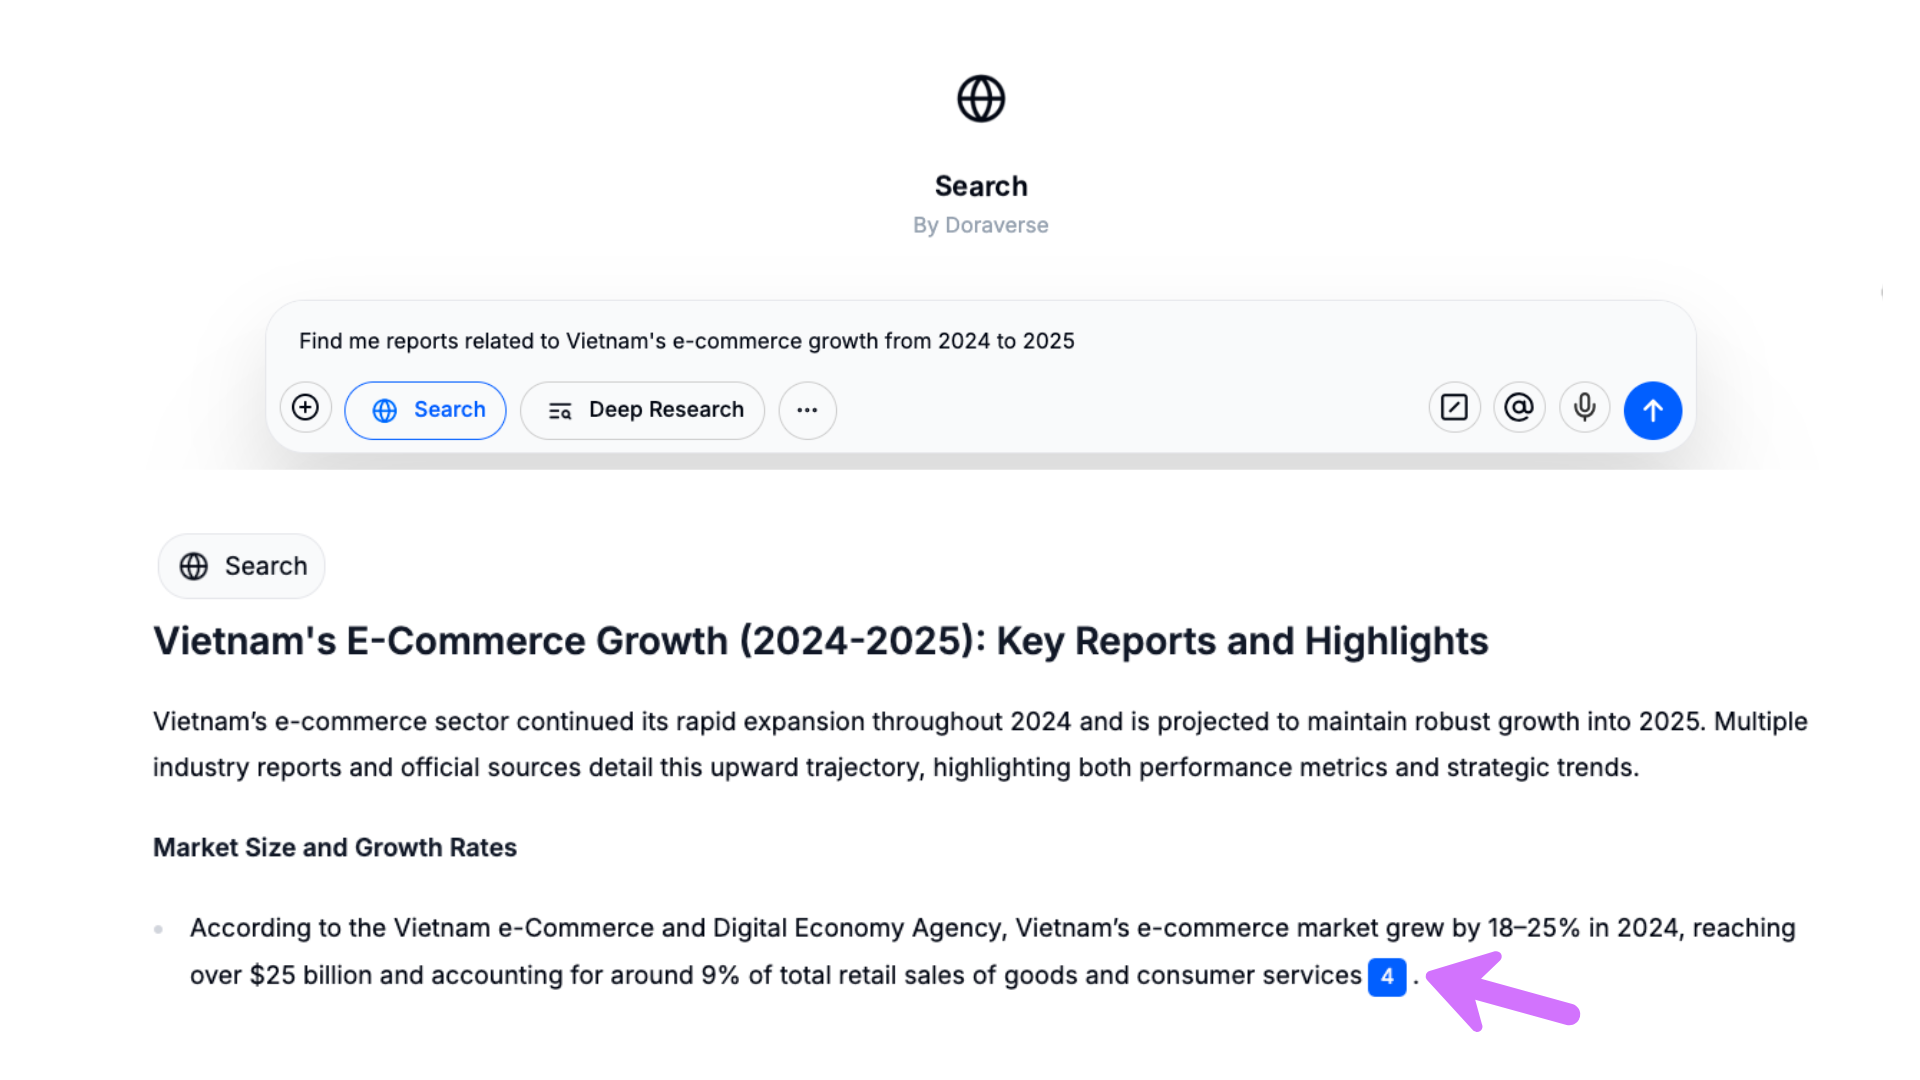 Search
By Doraverse
Find me reports related to Vietnam's e-commerce growth from 2024 to 2025
Search
Deep Research
Search
Vietnam's E-Commerce Growth (2024-2025): Key Reports and Highlights
Vietnam’s e-commerce sector continued its rapid expansion throughout 2024 and is projected to maintain robust growth into 2025. Multiple
industry reports and official sources detail this upward trajectory, highlighting both performance metrics and strategic trends.
Market Size and Growth Rates
According to the Vietnam e-Commerce and Digital Economy Agency, Vietnam’s e-commerce market grew by 18–25% in 2024, reaching
over $25 billion and accounting for around 9% of total retail sales of goods and consumer services 4 .